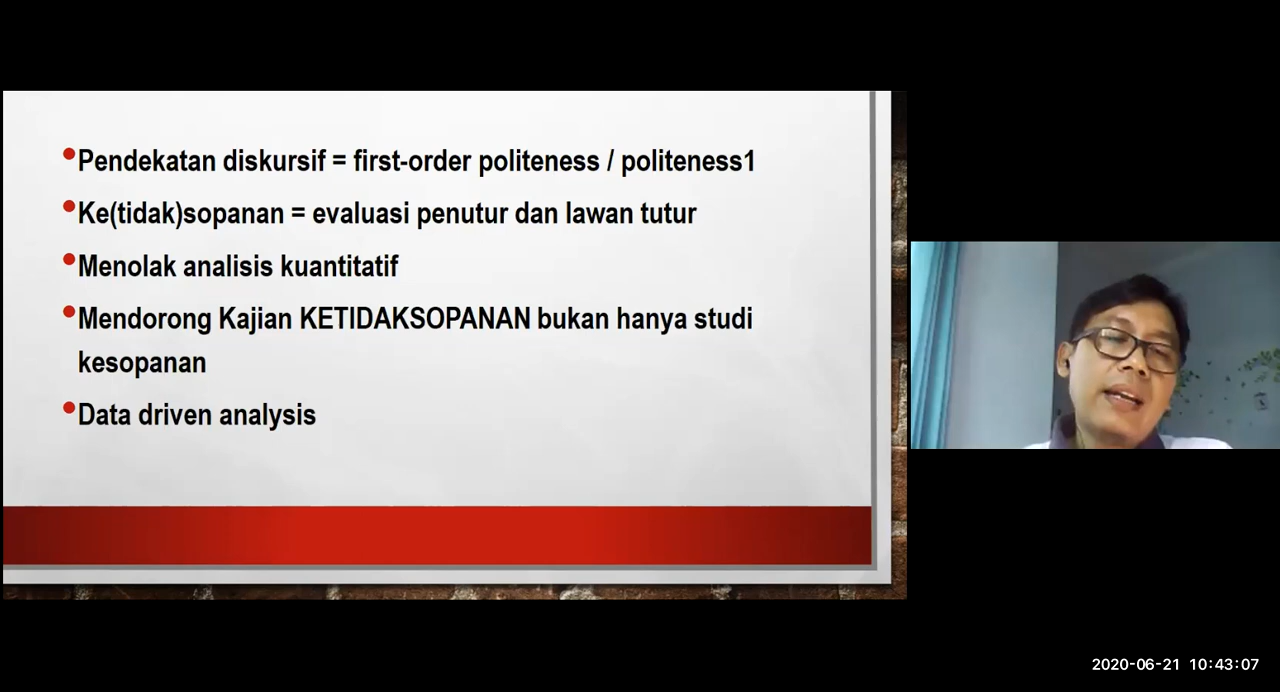 Pendekatan diskursif = first-order politeness / politeness1
Ke(tidak)sopanan = evaluasi penutur dan lawan tutur
Menolak analisis kuantitatif
Mendorong Kajian KETIDAKSOPANAN bukan hanya studi
kesopanan
Data driven analysis
2020-06-21 10:43:07